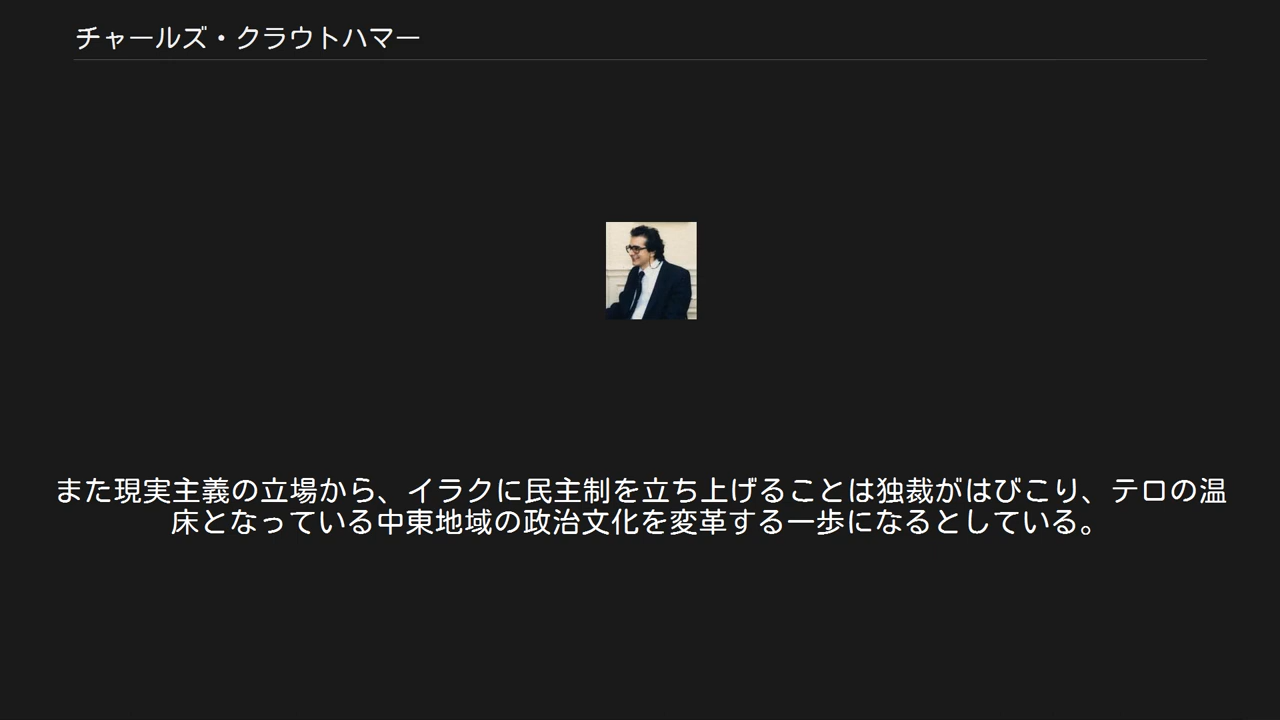 チャールズ・クラウトハマー
また現実主義の立場から、イラクに民主制を立ち上げることは独裁がはびこり、テロの温
床となっている中東地域の政治文化を変革する一歩になるとしている。